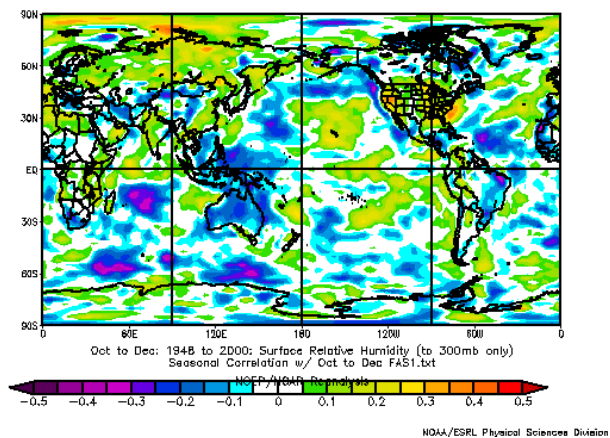 90N
60N
30N
EQ
30S
60S
90S
0 60E 120E 180 120W 60W 0
Oct to Dec: 1948 to 2000: Surface Relative Humidity (to 300mb only)
Seasonal Correlation w/ Oct to Dec FAS1.txt
NCEP/NCAR Reanalysis
-0.5 -0.4 -0.3 -0.2 -0.1 0 0.1 0.2 0.3 0.4 0.5
NOAA/ESRL Physical Sciences Division